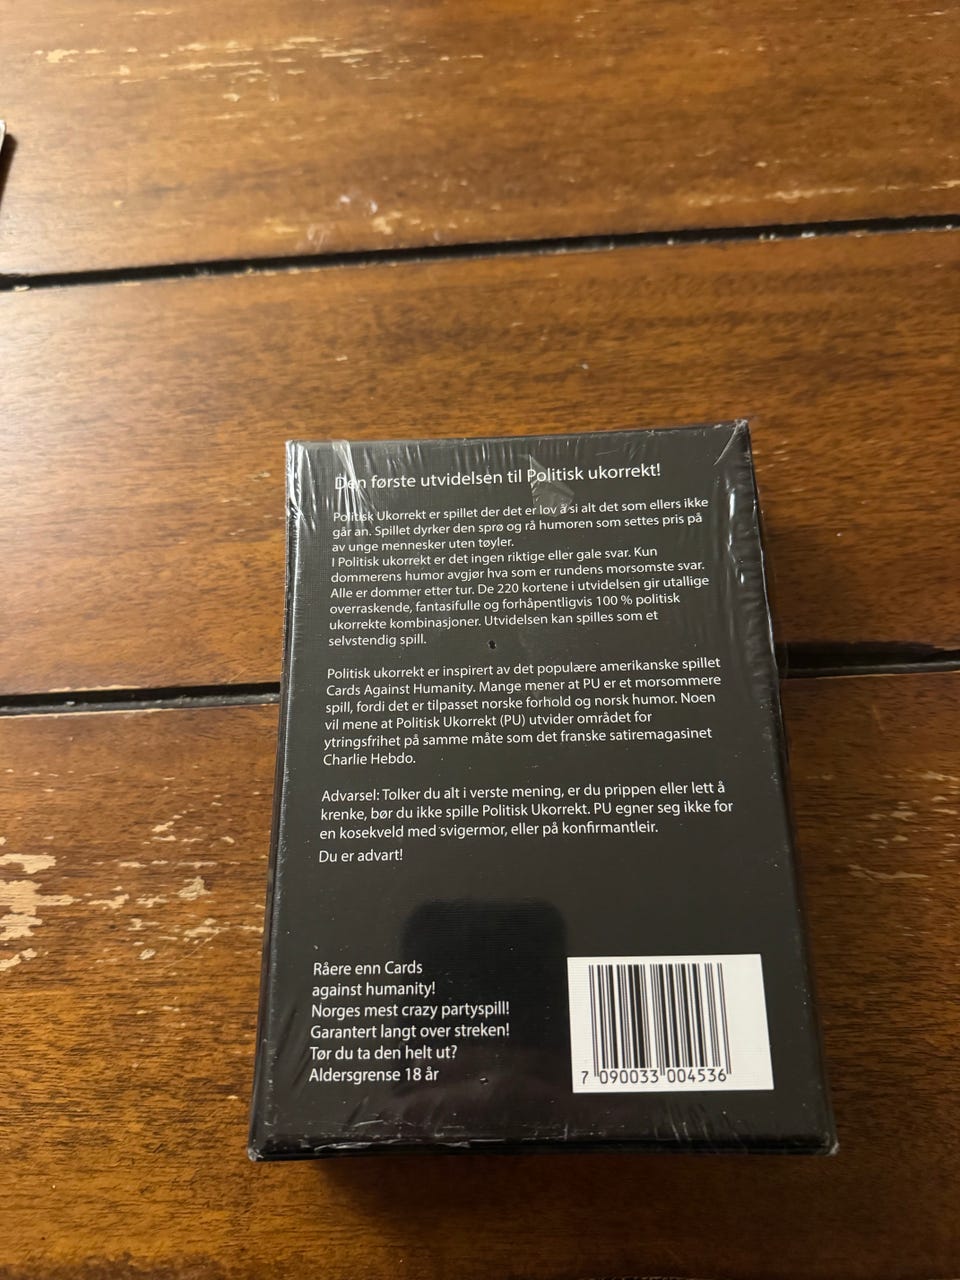 Den første utvidelsen til Politisk ukorrekt!
Politisk Ukorrekt er spillet der det er lov å si alt det som ellers ikke
går an. Spillet dyrker den sprø og rå humoren som settes pris på
av unge mennesker uten tøyler.
I Politisk ukorrekt er det ingen riktige eller gale svar. Kun
dommerens humor avgjør hva som er rundens morsomste svar.
Alle er dommer etter tur. De 220 kortene i utvidelsen gir utallige
overraskende, fantasifulle og forhåpentligvis 100 % politisk
ukorrekte kombinasjoner. Utvidelsen kan spilles som et
selvstendig spill.
Politisk ukorrekt er inspirert av det populære amerikanske spillet
Cards Against Humanity. Mange mener at PU er et morsommere
spill, fordi det er tilpasset norske forhold og norsk humor. Noen
vil mene at Politisk Ukorrekt (PU) utvider området for
ytringsfrihet på samme måte som det franske satiremagasinet
Charlie Hebdo.
Advarsel: Tolker du alt i verste mening, er du prippen eller lett å
krenke, bør du ikke spille Politisk Ukorrekt. PU egner seg ikke for
en kosekveld med svigermor, eller på konfirmantleir.
Du er advart!
Råere enn Cards
against humanity!
Norges mest crazy partyspill!
Garantert langt over streken!
Tør du ta den helt ut?
Aldersgrense 18 år
7 090033 004536